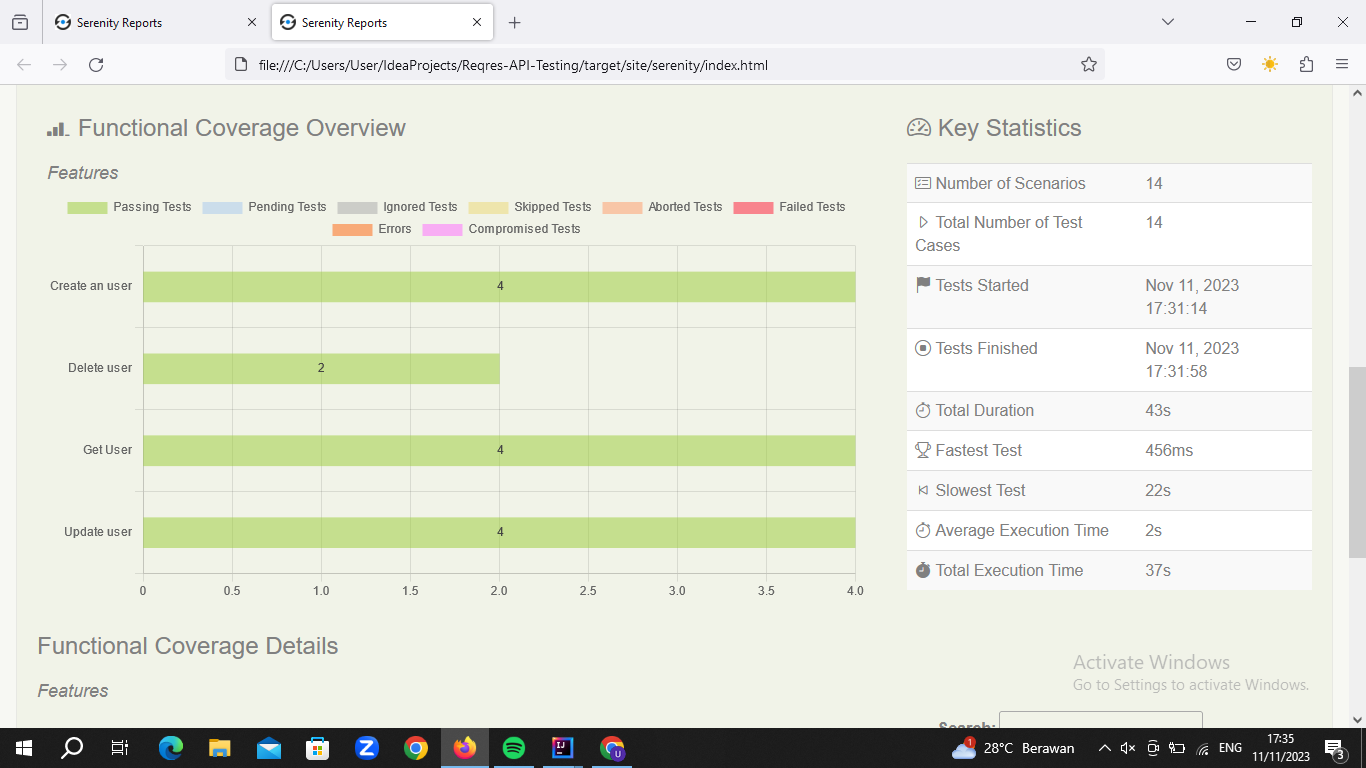 Serenity Reports
Serenity Reports
file:///C:/Users/User/IdeaProjects/Reqres-API-Testing/target/site/serenity/index.html
Functional Coverage Overview
Features
Passing Tests Pending Tests Ignored Tests Skipped Tests Aborted Tests Failed Tests
Errors Compromised Tests
Create an user 4
Delete user 2
Get User 4
Update user 4
0 0.5 1.0 1.5 2.0 2.5 3.0 3.5 4.0
Key Statistics
Number of Scenarios 14
Total Number of Test 14
Cases
Tests Started Nov 11, 2023
17:31:14
Tests Finished Nov 11, 2023
17:31:58
Total Duration 43s
Fastest Test 456ms
Slowest Test 22s
Average Execution Time 2s
Total Execution Time 37s
Functional Coverage Details
Features
Activate Windows
Go to Settings to activate Windows.
Search:
Z
IJ
U
1
28°C Berawan
ENG
17:35
11/11/2023
3